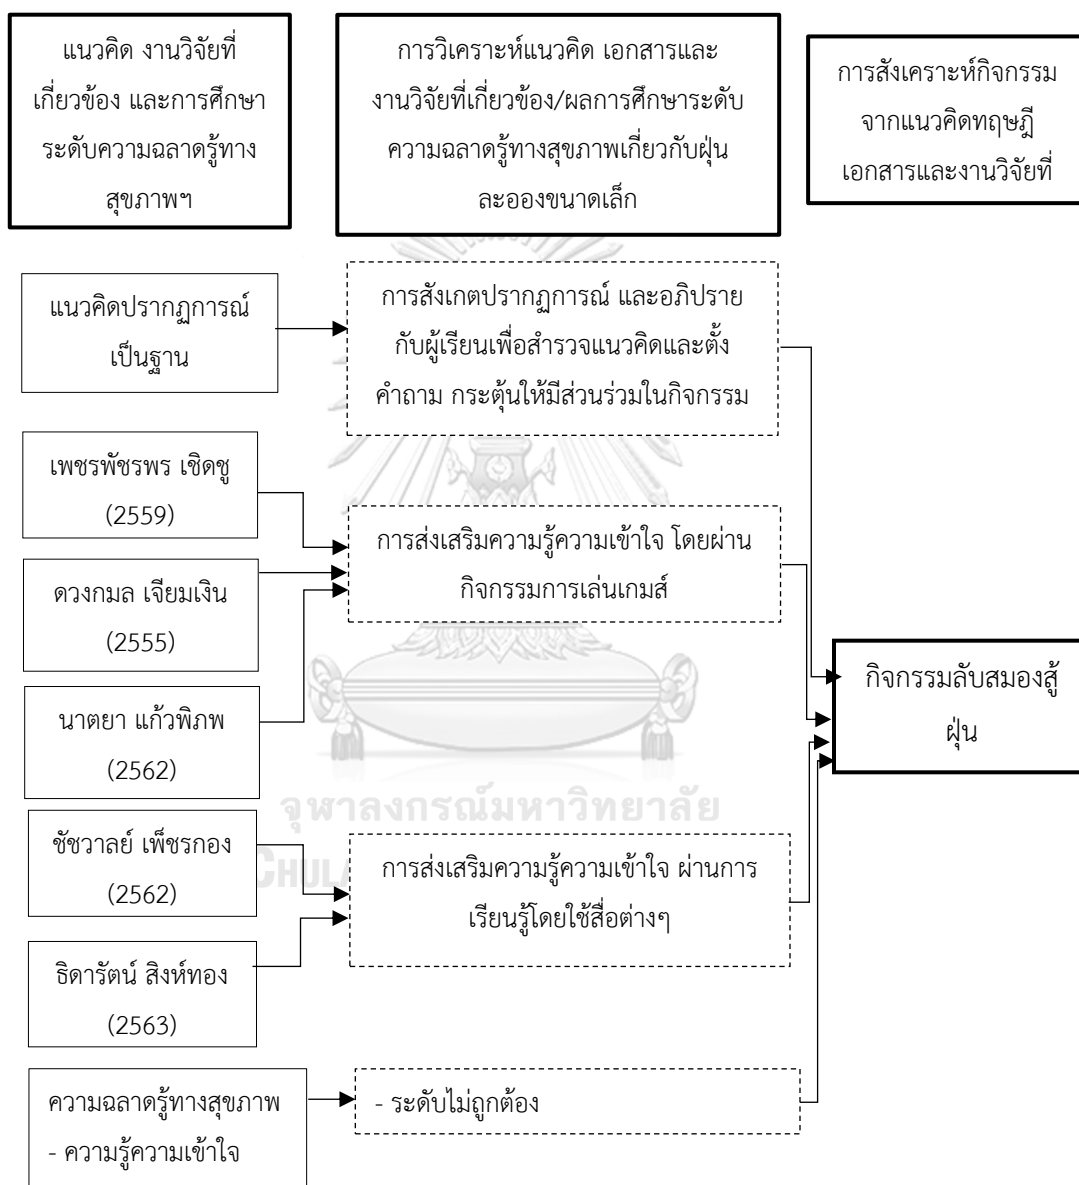 แนวคิด งานวิจัยที่
เกี่ยวข้อง และการศึกษา
ระดับความฉลาดรู้ทาง
สุขภาพฯ
การวิเคราะห์แนวคิด เอกสารและ
งานวิจัยที่เกี่ยวข้อง/ผลการศึกษาระดับ
ความฉลาดรู้ทางสุขภาพเกี่ยวกับฝุ่น
ละอองขนาดเล็ก
การสังเคราะห์กิจกรรม
จากแนวคิดทฤษฎี
เอกสารและงานวิจัยที่
แนวคิดปรากฏการณ์
เป็นฐาน
การสังเกตปรากฏการณ์ และอภิปราย
กับผู้เรียนเพื่อสำรวจแนวคิดและตั้ง
คำถาม กระตุ้นให้มีส่วนร่วมในกิจกรรม
เพชรพัชรพร เชิดชู
(2559)
ดวงกมล เจียมเงิน
(2555)
นาตยา แก้วพิภพ
(2562)
การส่งเสริมความรู้ความเข้าใจ โดยผ่าน
กิจกรรมการเล่นเกมส์
กิจกรรมลับสมองสู้
ฝุ่น
จุฬาลงกรณ์มหาวิทยาลัย
CHUL
ชัชวาลย์ เพ็ชรกอง
(2562)
ธิดารัตน์ สิงห์ทอง
(2563)
การส่งเสริมความรู้ความเข้าใจ ผ่านการ
เรียนรู้โดยใช้สื่อต่างๆ
ความฉลาดรู้ทางสุขภาพ
- ความรู้ความเข้าใจ
- ระดับไม่ถูกต้อง